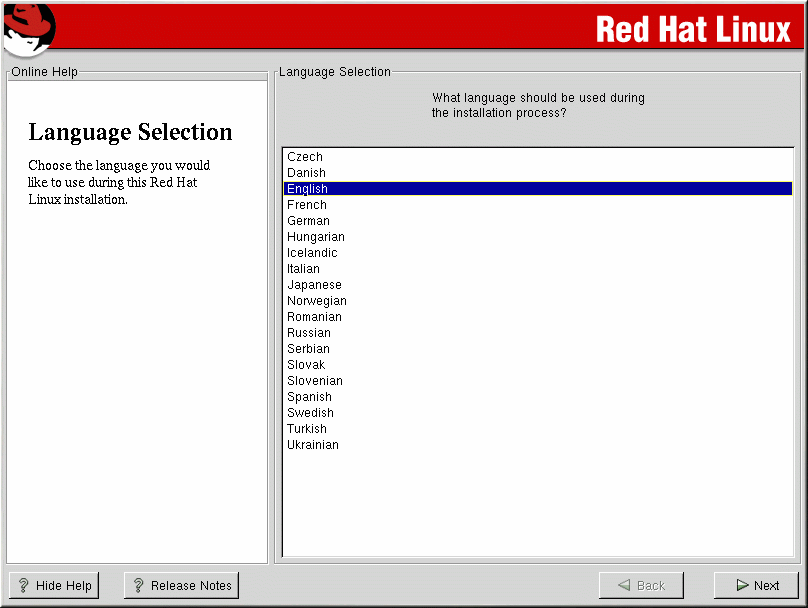 Red Hat Linux
Online Help
Language Selection
Choose the language you would
like to use during this Red Hat
Linux installation.
Language Selection
What language should be used during
the installation process?
Czech
Danish
English
French
German
Hungarian
Icelandic
Italian
Japanese
Norwegian
Romanian
Russian
Serbian
Slovak
Slovenian
Spanish
Swedish
Turkish
Ukrainian
Hide Help
Release Notes
Back
Next